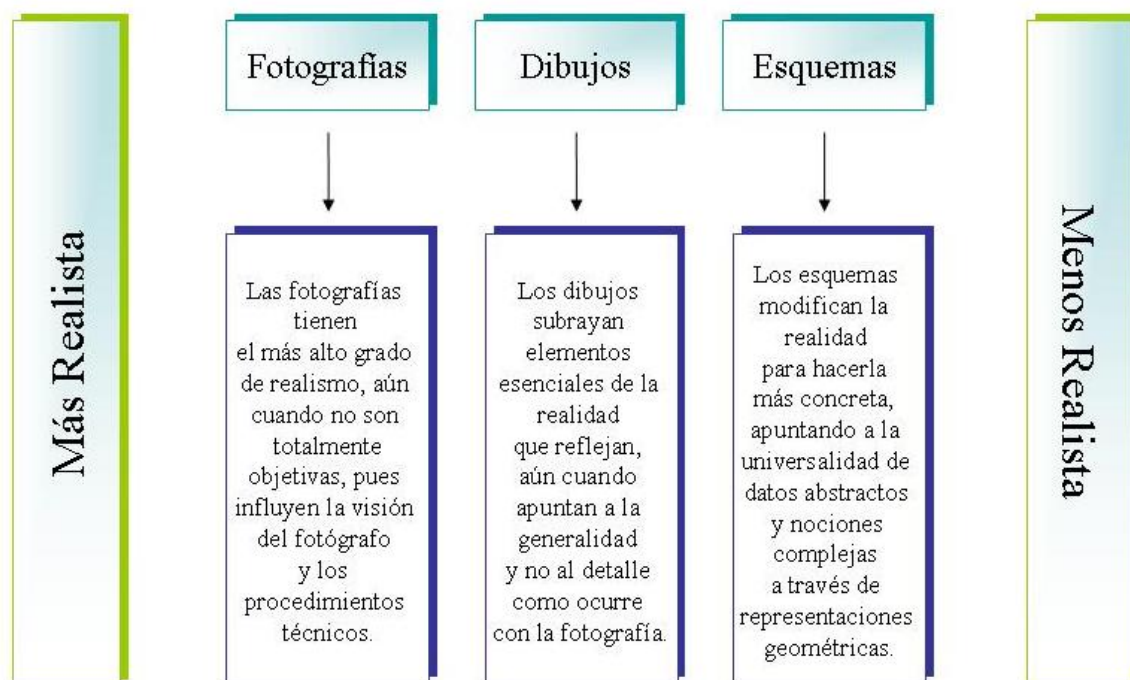 Más Realista
Fotografías
Las fotografías
tienen
el más alto grado
de realismo, aún
cuando no son
totalmente
objetivas, pues
influyen la visión
del fotógrafo
y los
procedimientos
técnicos.
Dibujos
Los dibujos
subrayan
elementos
esenciales de la
realidad
que reflejan,
aún cuando
apuntan a la
generalidad
y no al detalle
como ocurre
con la fotografía.
Esquemas
Los esquemas
modifican la
realidad
para hacerla
más concreta,
apuntando a la
universalidad de
datos abstractos
y nociones
complejas
a través de
representaciones
geométricas.
Menos Realista